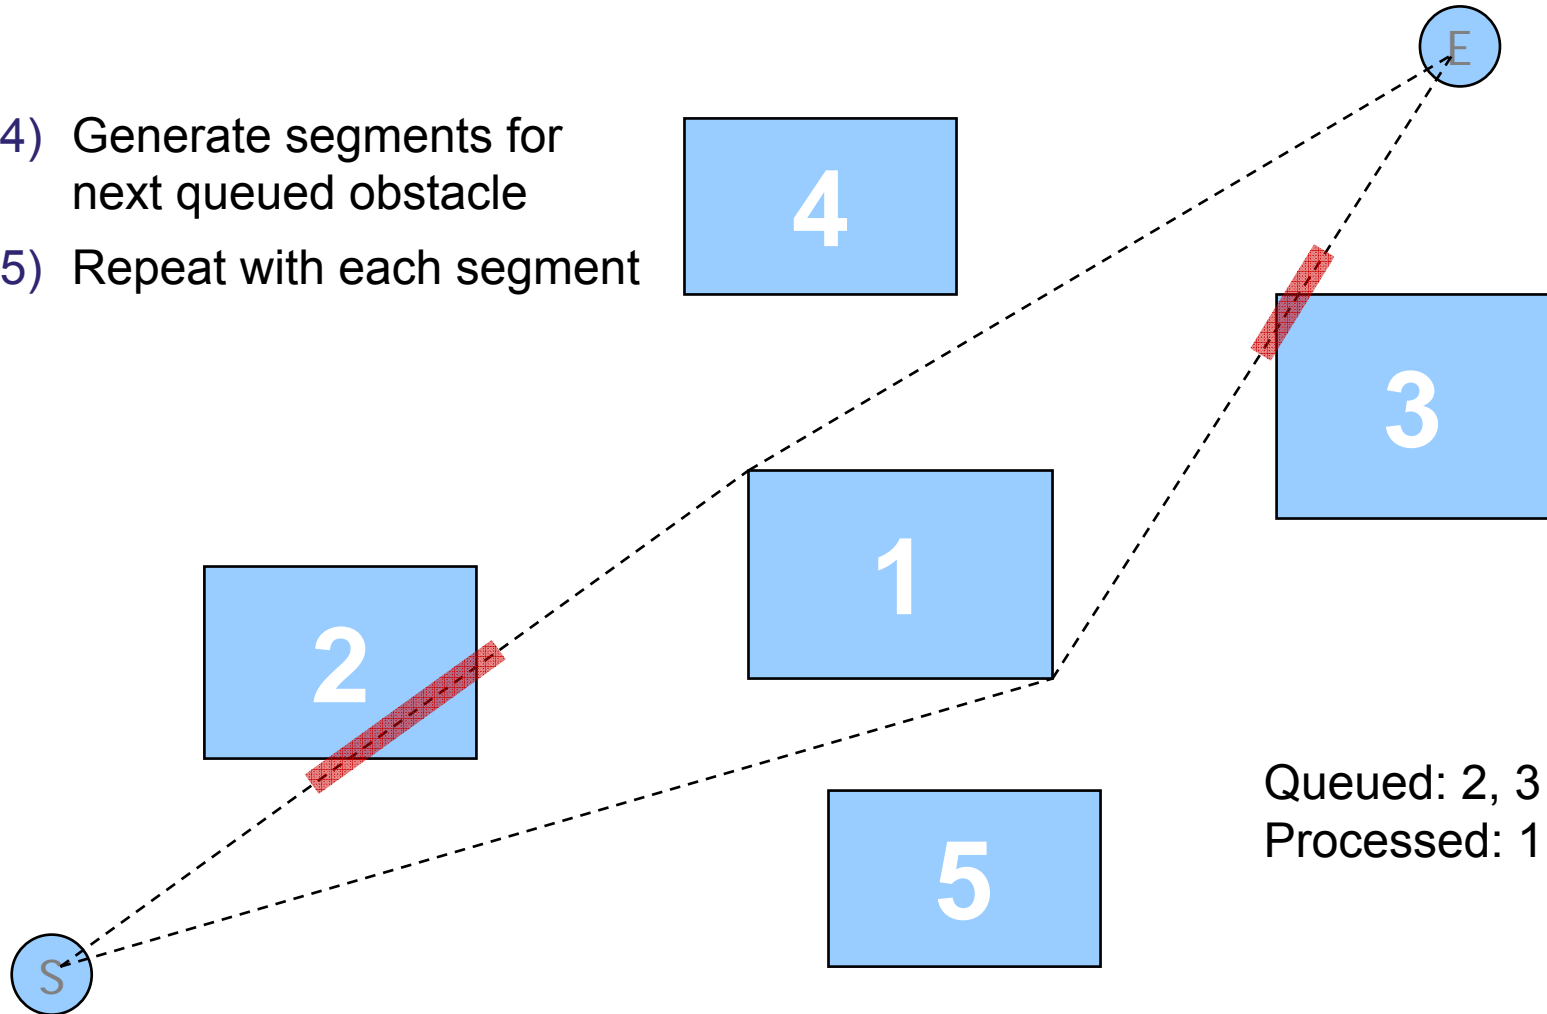 E
4) Generate segments for
next queued obstacle
5) Repeat with each segment
4
3
1
2
Queued: 2, 3
Processed: 1
5
S